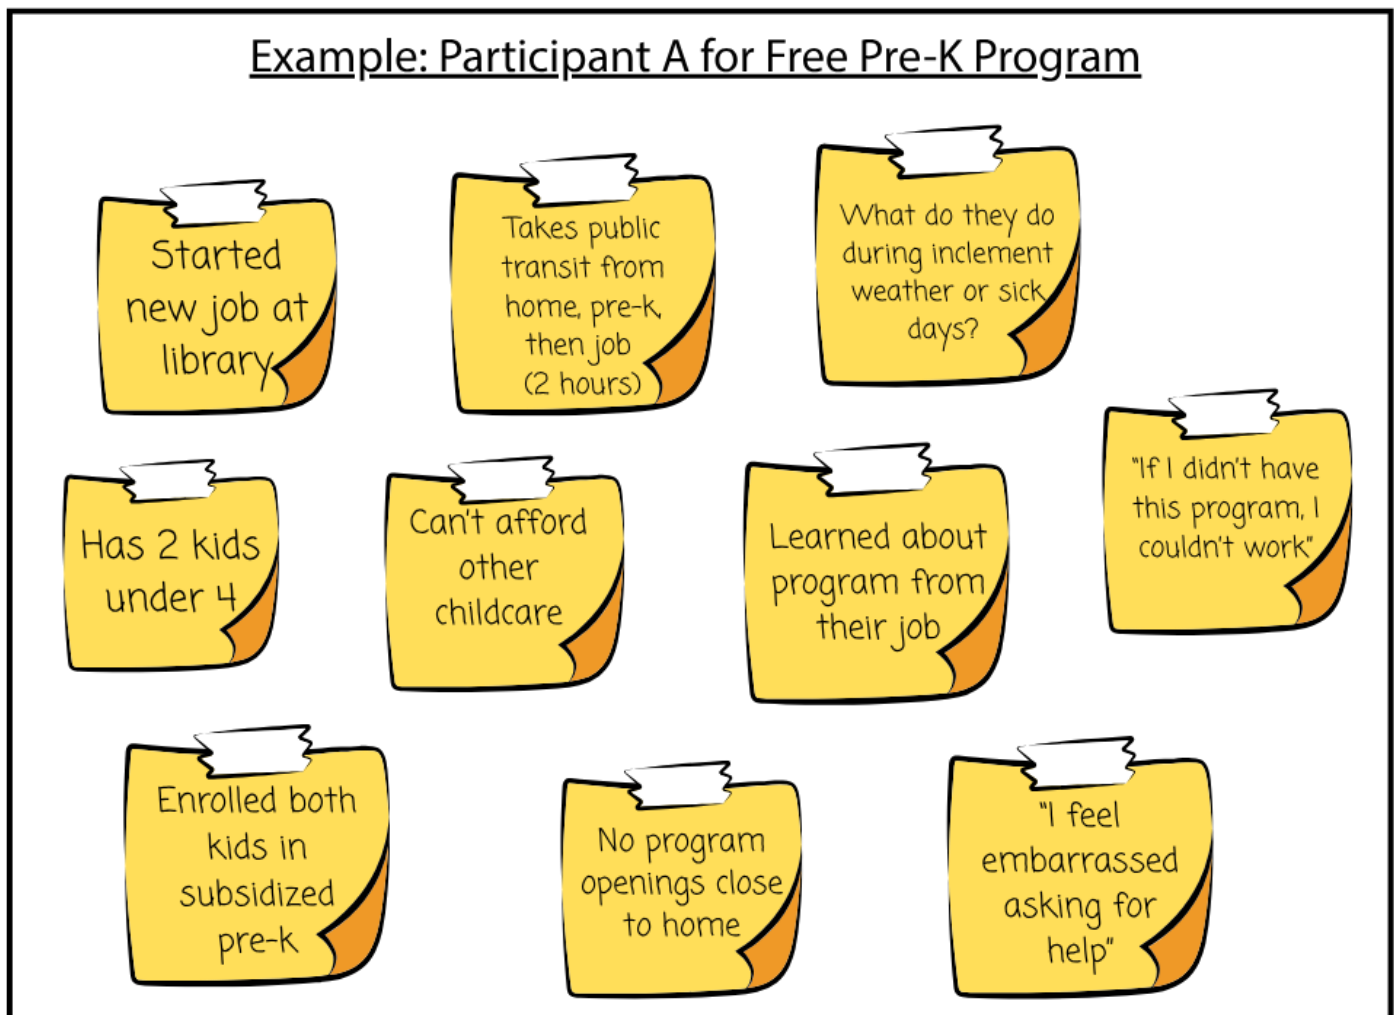 Example: Participant A for Free Pre-K Program
Started
new job at
library
Takes public
transit from
home, pre-k,
then job
(2 hours)
What do they do
during inclement
weather or sick
days?
Has 2 kids
under 4
Can't afford
other
childcare
Learned about
program from
their job
"If I didn't have
this program, I
couldn't work"
Enrolled both
kids in
subsidized
pre-k
No program
openings close
to home
"I feel
embarrassed
asking for
help"